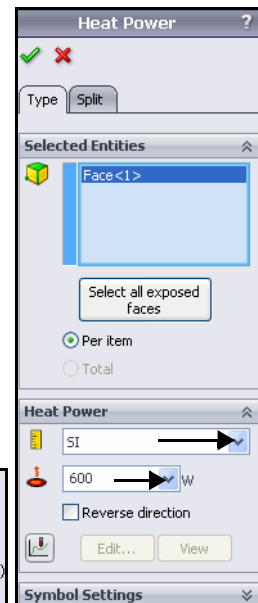 Heat Power ?
Type Split
Selected Entities
Face<1>
Select all exposed
faces
Per item
Total
Heat Power
SI
600 W
Reverse direction
Edit... View
)
Symbol Settings